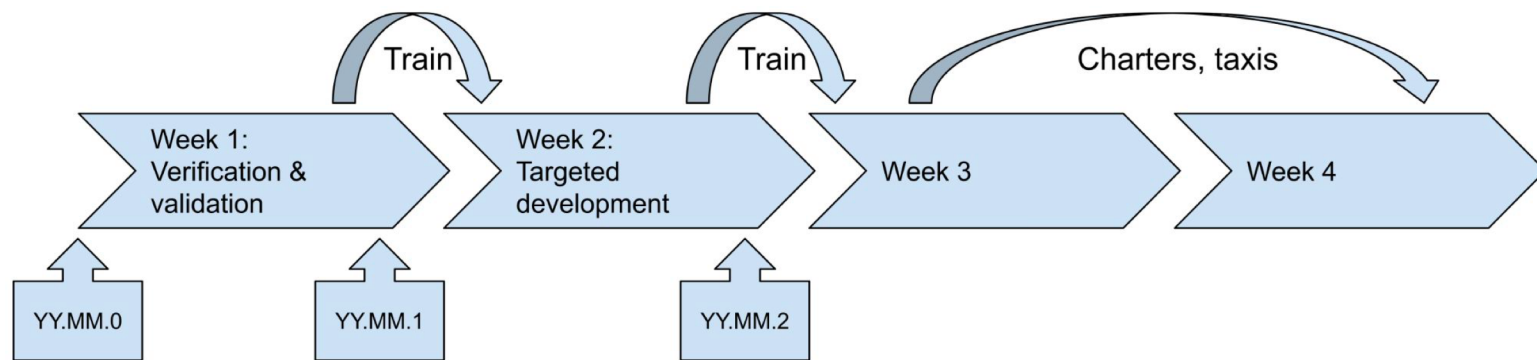 Train
Train
Charters, taxis
Week 1:
Verification &
validation
Week 2:
Targeted
development
Week 3
Week 4
YY.MM.0
YY.MM.1
YY.MM.2